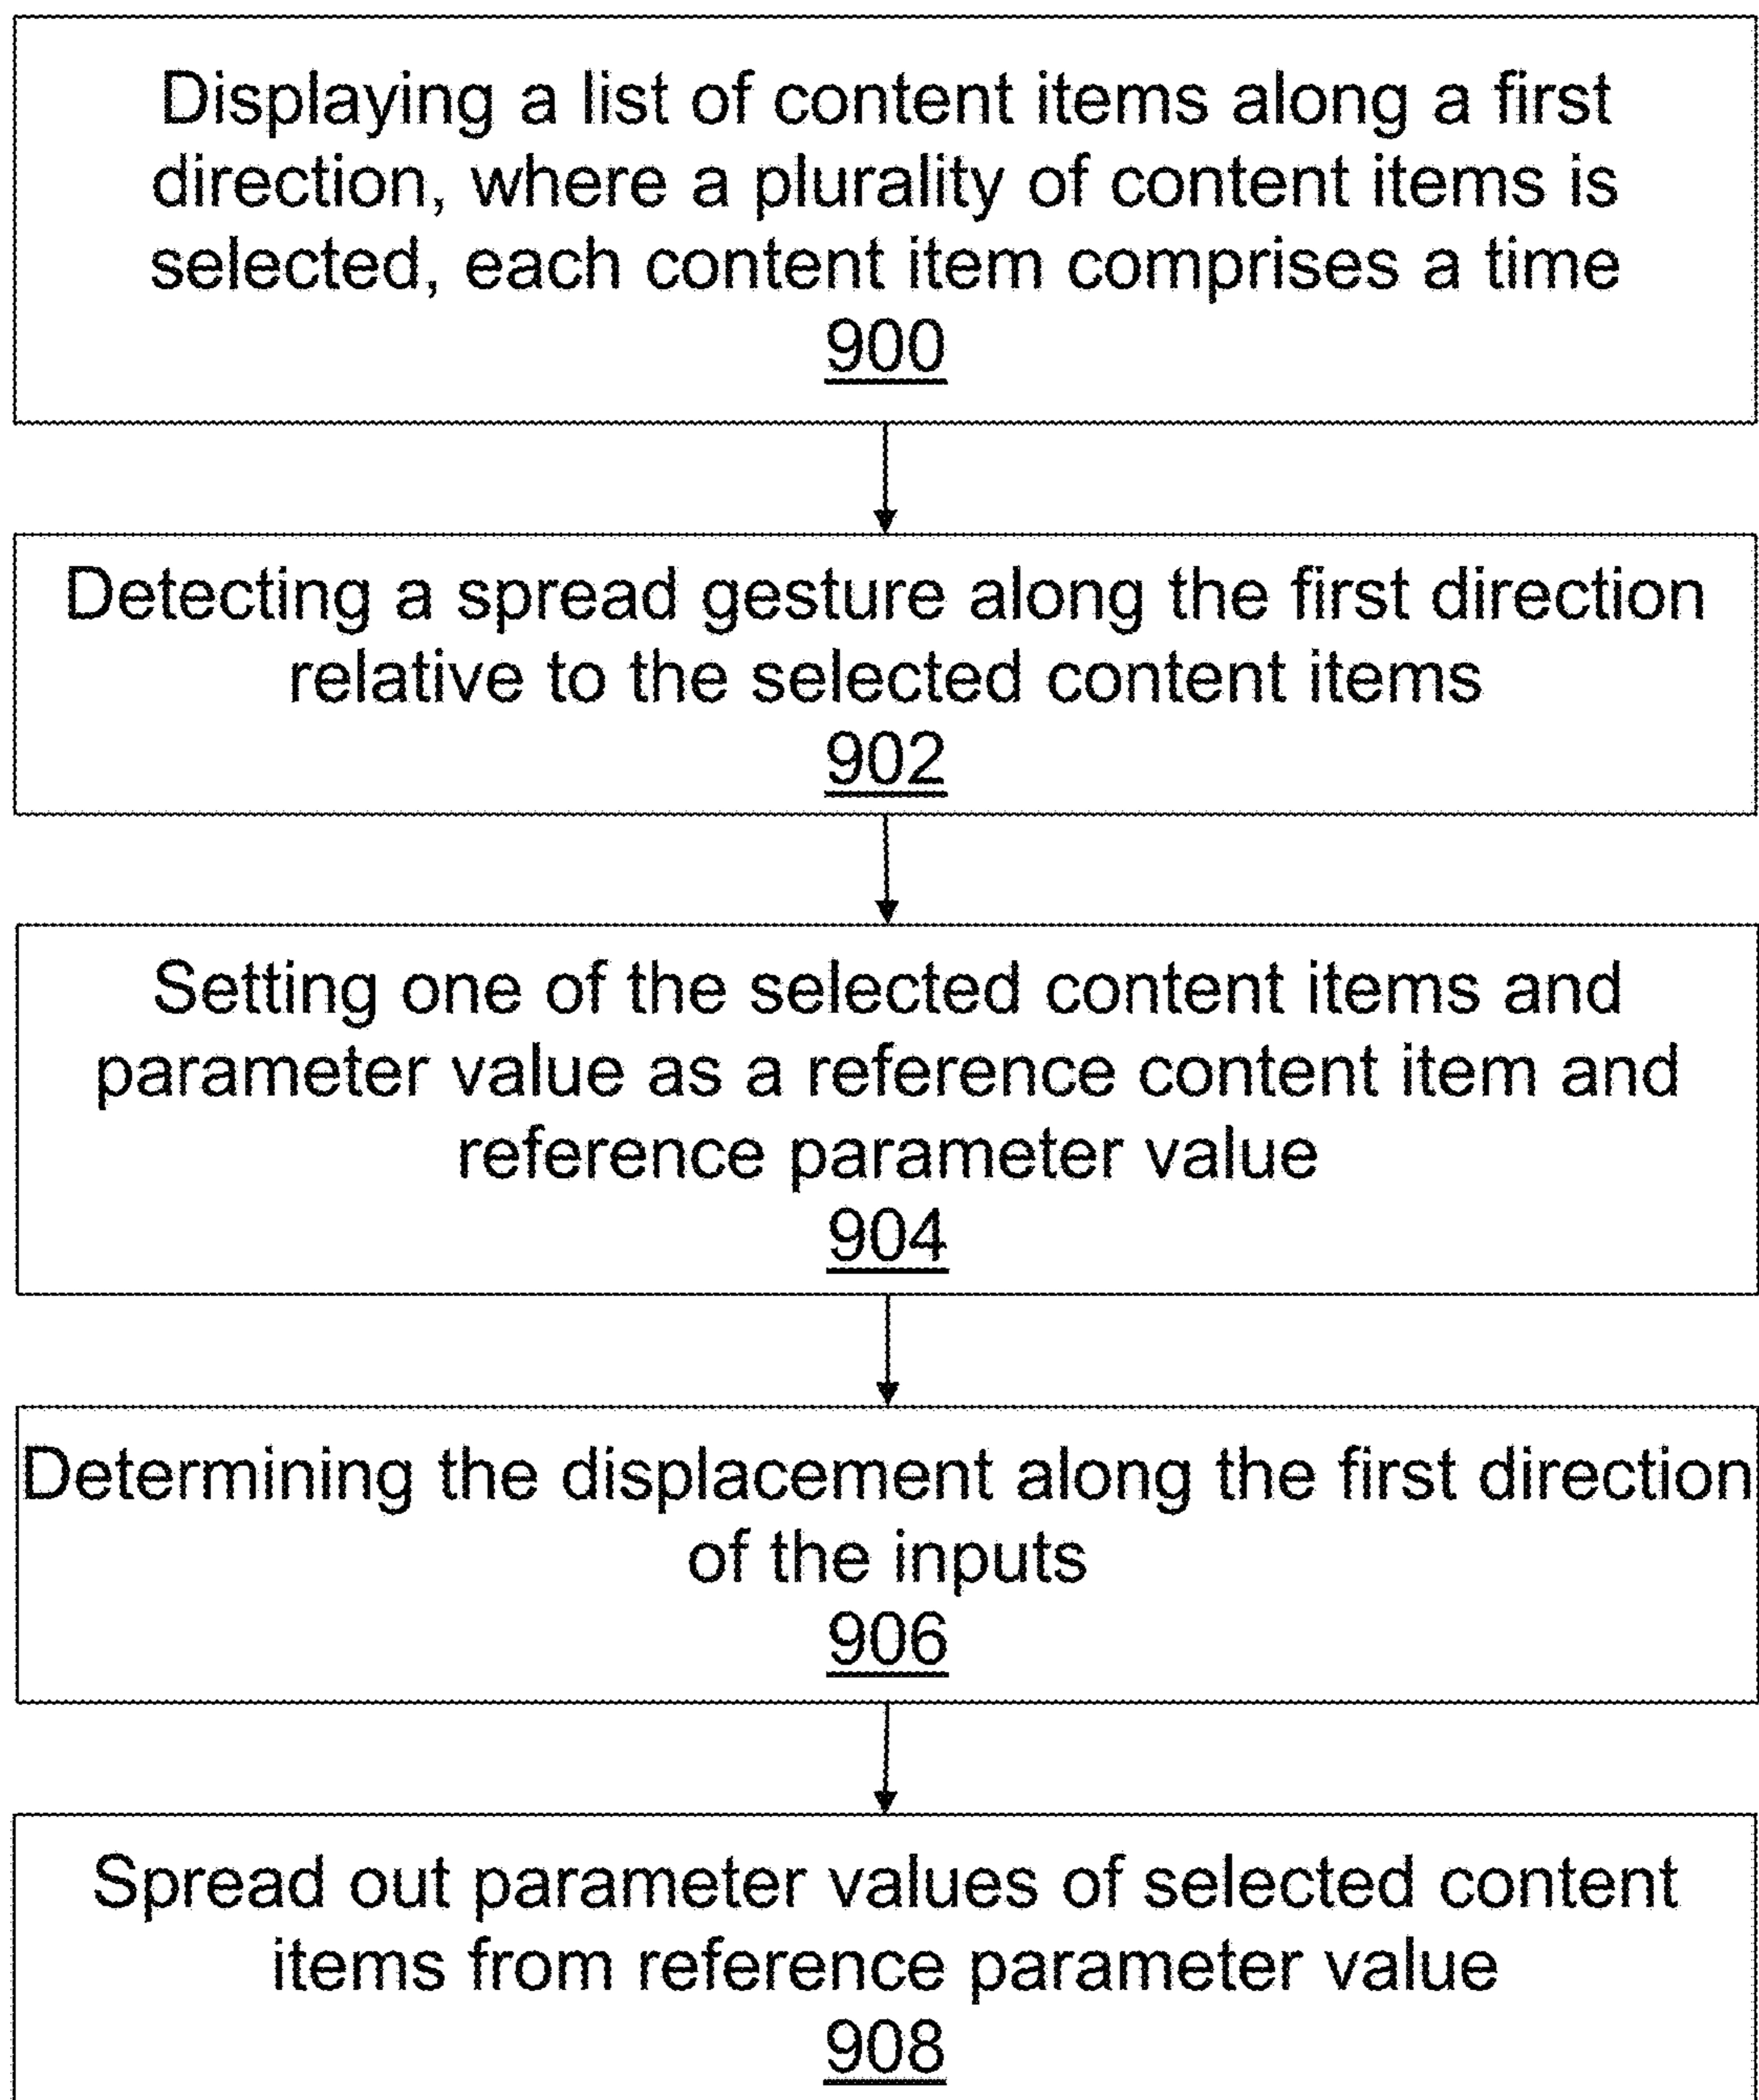 Displaying a list of content items along a first
direction, where a plurality of content items is
selected, each content item comprises a time
900
Detecting a spread gesture along the first direction
relative to the selected content items
902
Setting one of the selected content items and
parameter value as a reference content item and
reference parameter value
904
Determining the displacement along the first direction
of the inputs
906
Spread out parameter values of selected content
items from reference parameter value
908